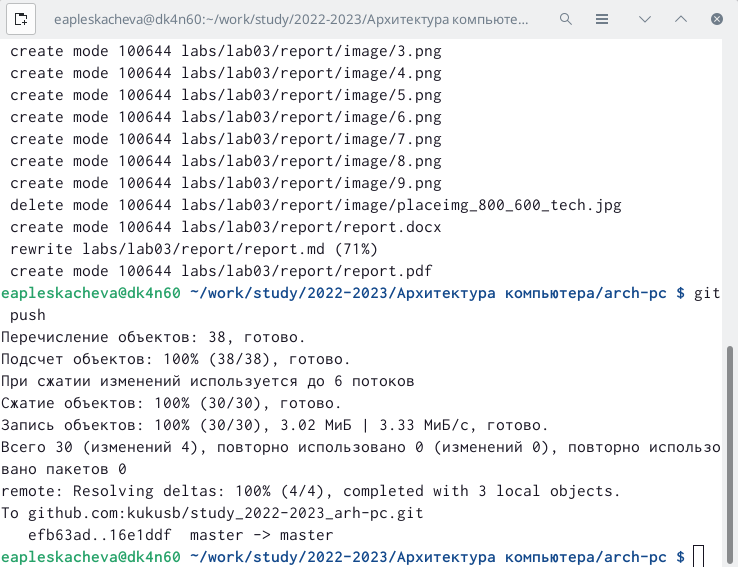 eapleskacheva@dk4n60:~/work/study/2022-2023/Архитектура компьюте...
create mode 100644 labs/lab03/report/image/3.png
create mode 100644 labs/lab03/report/image/4.png
create mode 100644 labs/lab03/report/image/5.png
create mode 100644 labs/lab03/report/image/6.png
create mode 100644 labs/lab03/report/image/7.png
create mode 100644 labs/lab03/report/image/8.png
create mode 100644 labs/lab03/report/image/9.png
delete mode 100644 labs/lab03/report/image/placeimg_800_600_tech.jpg
create mode 100644 labs/lab03/report/report.docx
rewrite labs/lab03/report/report.md (71%)
create mode 100644 labs/lab03/report/report.pdf
eapleskacheva@dk4n60 ~/work/study/2022-2023/Архитектура компьютера/arch-pc $ git
push
Перечисление объектов: 38, готово.
Подсчет объектов: 100% (38/38), готово.
При сжатии изменений используется до 6 потоков
Сжатие объектов: 100% (30/30), готово.
Запись объектов: 100% (30/30), 3.02 МиБ | 3.33 МиБ/с, готово.
Всего 30 (изменений 4), повторно использовано 0 (изменений 0), повторно использо
вано пакетов 0
remote: Resolving deltas: 100% (4/4), completed with 3 local objects.
To github.com:kukusb/study_2022-2023_arh-pc.git
efb63ad..16e1ddf  master -> master
eapleskacheva@dk4n60 ~/work/study/2022-2023/Архитектура компьютера/arch-pc $